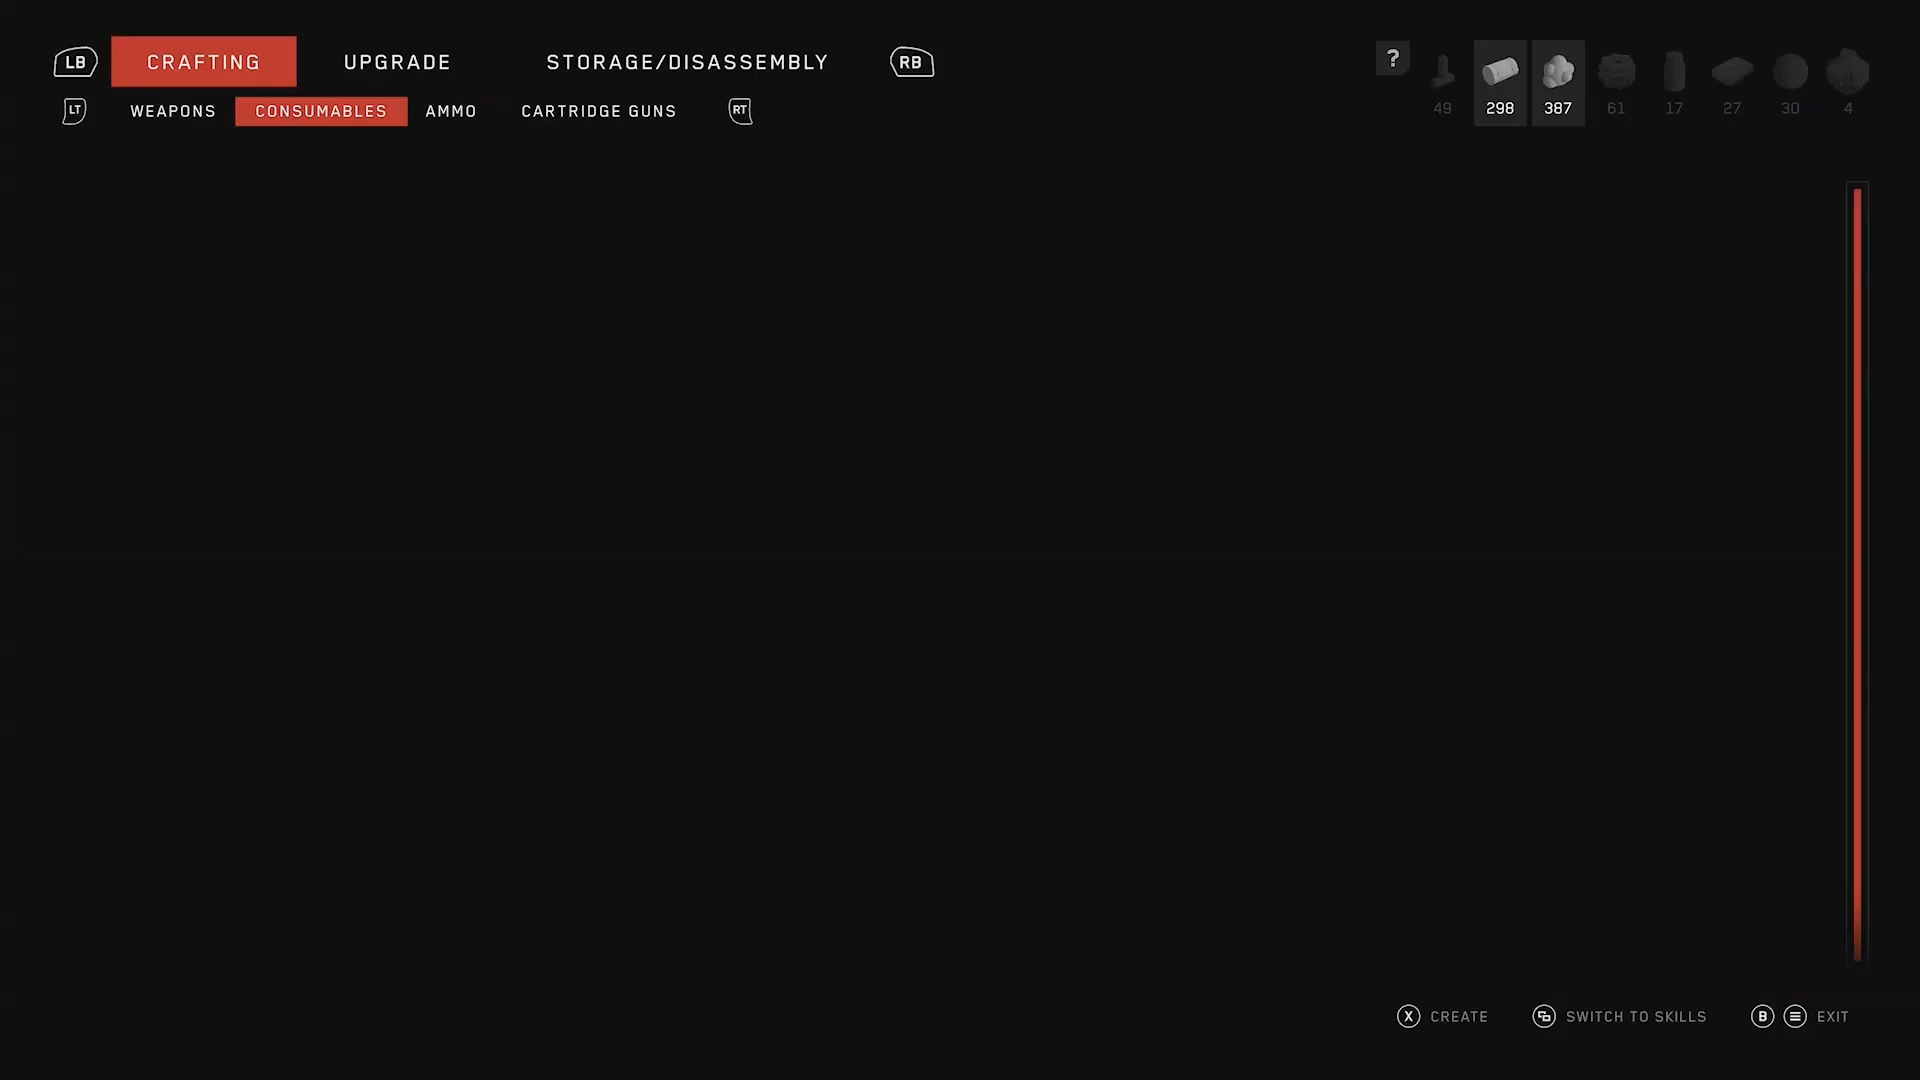 LB CRAFTING UPGRADE STORAGE/DISASSEMBLY RB ?
LT WEAPONS CONSUMABLES AMMO CARTRIDGE GUNS RT
49 298 387 61 17 27 30 4
X CREATE SWITCH TO SKILLS B EXIT